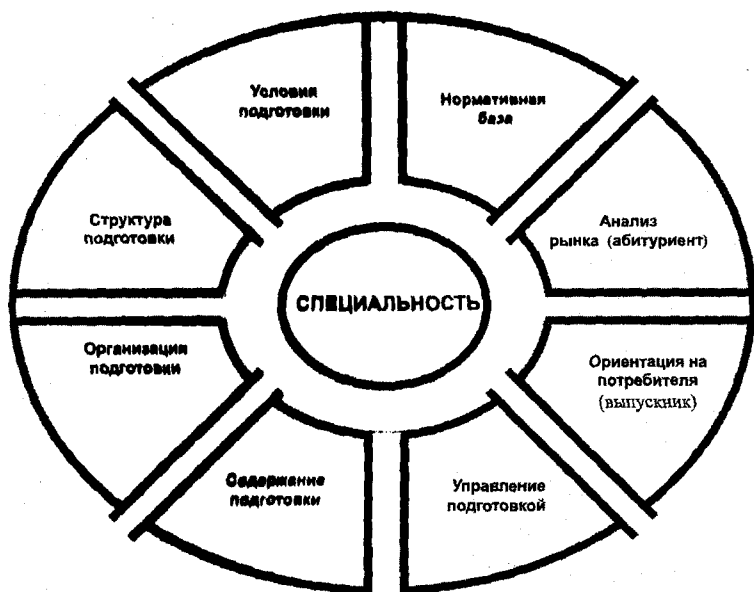 Условия
подготовки
Нормативная
база
Структура
подготовки
Анализ
рынка (абитуриент)
СПЕЦИАЛЬНОСТЬ
Организация
подготовки
Ориентация на
потребителя
(выпускник)
Содержание
подготовки
Управление
подготовкой